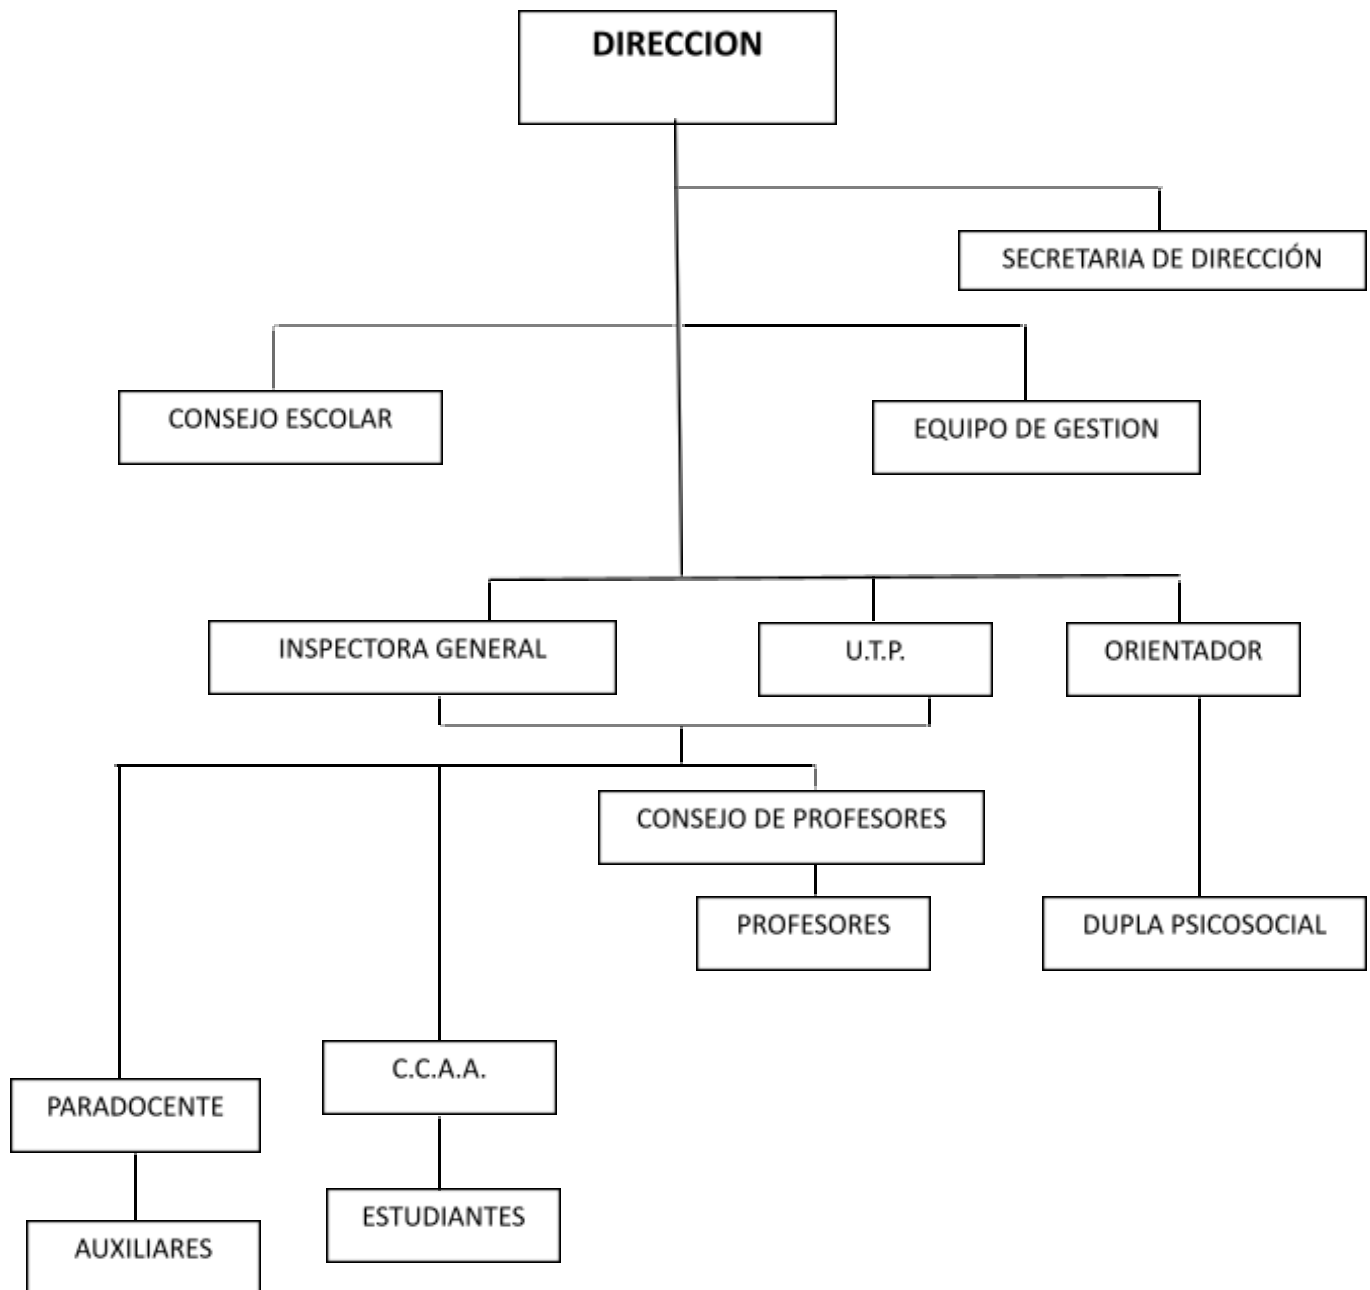 DIRECCION
SECRETARIA DE DIRECCIÓN
CONSEJO ESCOLAR
EQUIPO DE GESTION
INSPECTORA GENERAL
U.T.P.
ORIENTADOR
CONSEJO DE PROFESORES
PROFESORES
DUPLA PSICOSOCIAL
C.C.A.A.
PARADOCENTE
ESTUDIANTES
AUXILIARES